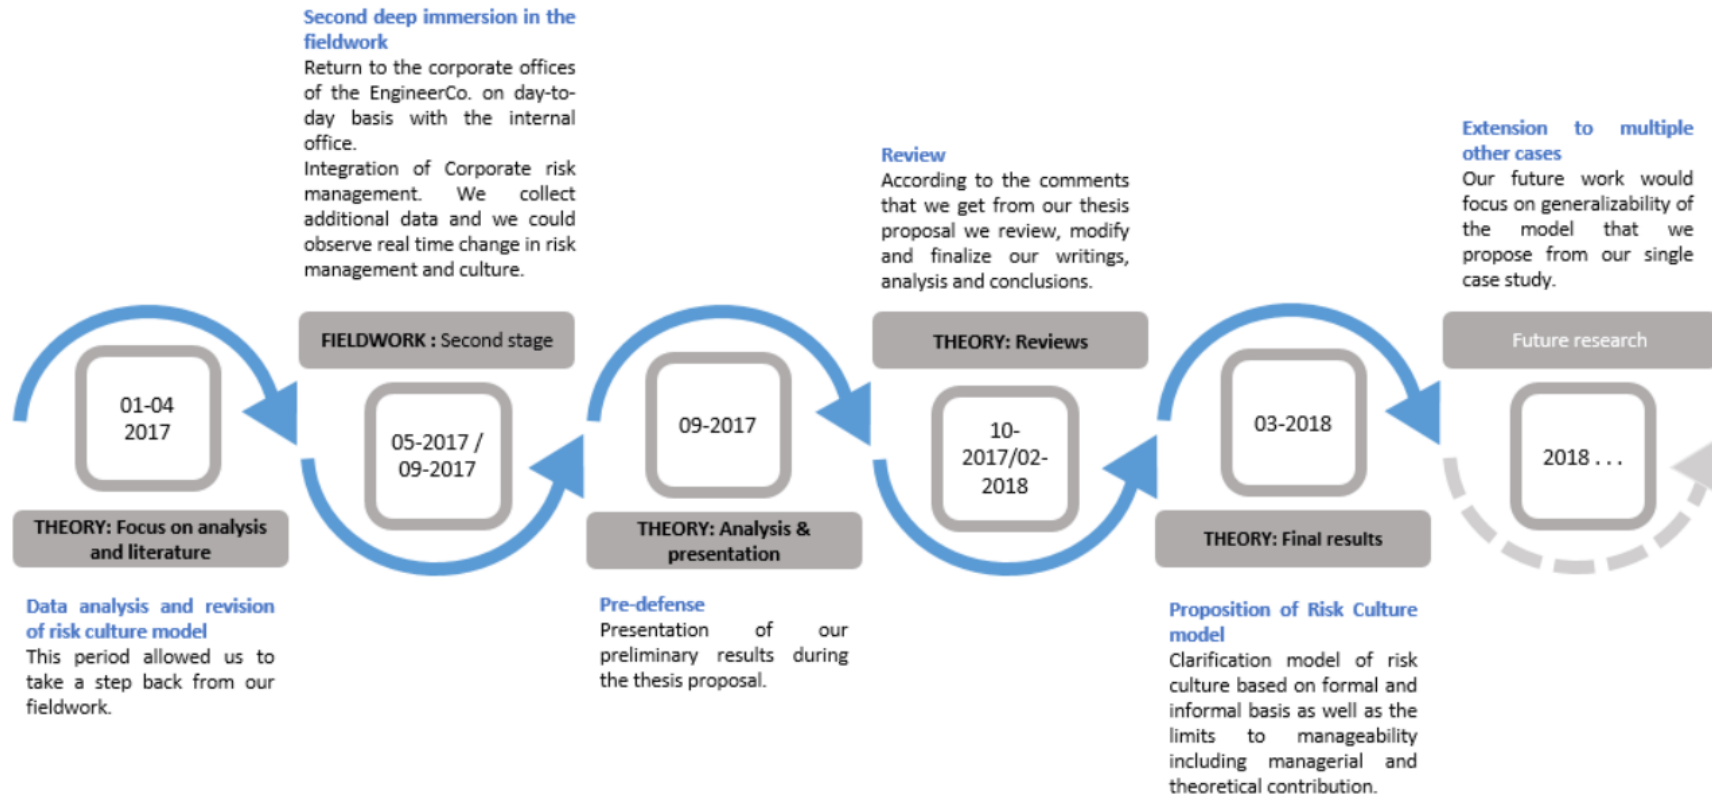 01-04
2017
THEORY: Focus on analysis
and literature
Data analysis and revision
of risk culture model
This period allowed us to
take a step back from our
fieldwork.
Second deep immersion in the
fieldwork
Return to the corporate offices
of the EngineerCo. on day-to-
day basis with the internal
office.
Integration of Corporate risk
management. We collect
additional data and we could
observe real time change in risk
management and culture.
FIELDWORK : Second stage
05-2017 /
09-2017
09-2017
THEORY: Analysis &
presentation
Pre-defense
Presentation of our
preliminary results during
the thesis proposal.
Review
According to the comments
that we get from our thesis
proposal we review, modify
and finalize our writings,
analysis and conclusions.
THEORY: Reviews
10-
2017/02-
2018
03-2018
THEORY: Final results
Proposition of Risk Culture
model
Clarification model of risk
culture based on formal and
informal basis as well as the
limits to manageability
including managerial and
theoretical contribution.
Extension to multiple
other cases
Our future work would
focus on generalizability of
the model that we
propose from our single
case study.
Future research
2018 . . .